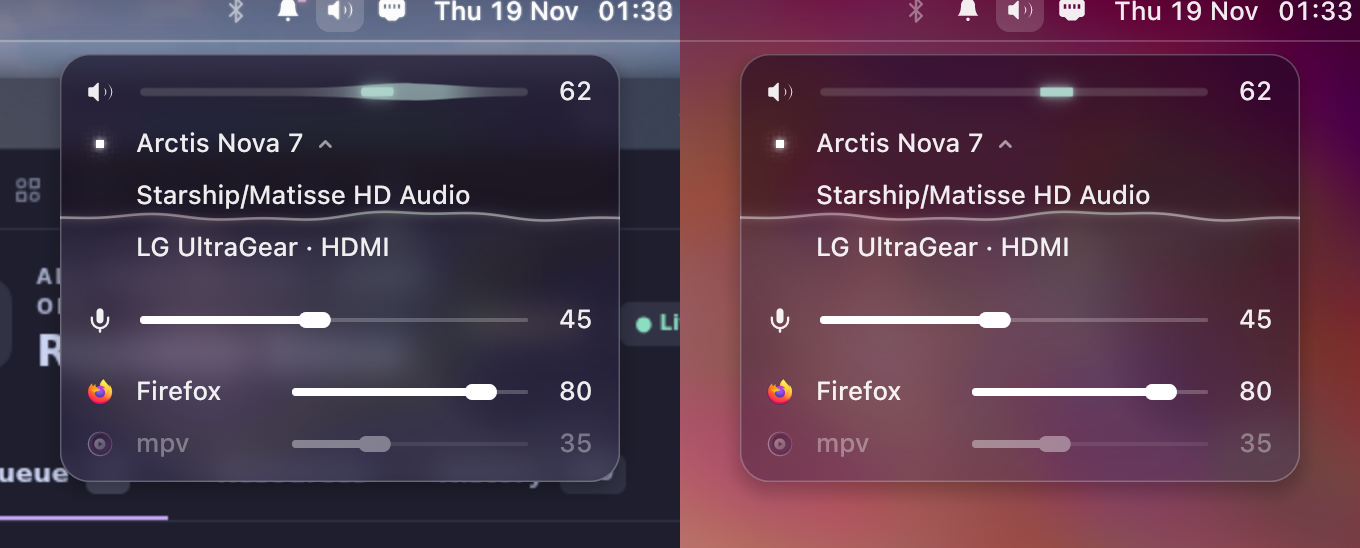 Thu 19 Nov 01:33
62
Arctis Nova 7
Starship/Matisse HD Audio
LG UltraGear · HDMI
45
Firefox 80
mpv 35
Thu 19 Nov 01:33
62
Arctis Nova 7
Starship/Matisse HD Audio
LG UltraGear · HDMI
45
Firefox 80
mpv 35